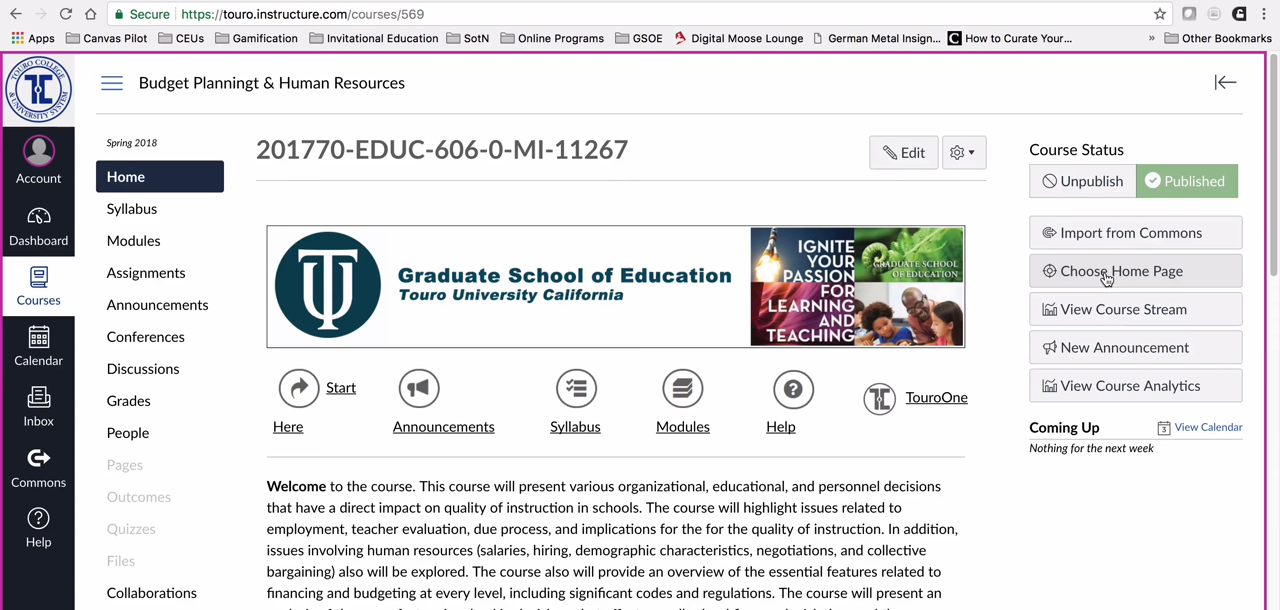 Secure https://touro.instructure.com/courses/569
Apps Canvas Pilot CEUs Gamification Invitational Education SotN Online Programs GSOE Digital Moose Lounge German Metal Insign... C How to Curate Your... » Other Bookmarks
TOURO COLLEGE
& UNIVERSITY SYSTEM
Budget Planningt & Human Resources
Account
Dashboard
Courses
Calendar
Inbox
Commons
Help
Spring 2018
Home
Syllabus
Modules
Assignments
Announcements
Conferences
Discussions
Grades
People
Pages
Outcomes
Quizzes
Files
Collaborations
201770-EDUC-606-0-MI-11267
Edit
Graduate School of Education
Touro University California
IGNITE
YOUR
PASSION
FOR
LEARNING
AND
TEACHING
GRADUATE SCHOOL
OF EDUCATION
Start
Here
Announcements
Syllabus
Modules
Help
TouroOne
Welcome to the course. This course will present various organizational, educational, and personnel decisions
that have a direct impact on quality of instruction in schools. The course will highlight issues related to
employment, teacher evaluation, due process, and implications for the for the quality of instruction. In addition,
issues involving human resources (salaries, hiring, demographic characteristics, negotiations, and collective
bargaining) also will be explored. The course also will provide an overview of the essential features related to
financing and budgeting at every level, including significant codes and regulations. The course will present an
Course Status
Unpublish Published
Import from Commons
Choose Home Page
View Course Stream
New Announcement
View Course Analytics
Coming Up 3 View Calendar
Nothing for the next week